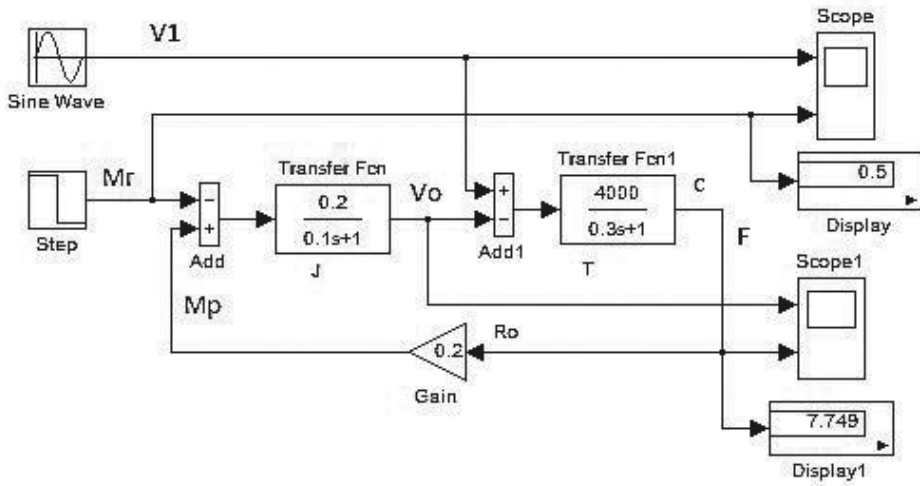 Scope
V1
Sine Wave
Mr
Step
Transfer Fcn
Transfer Fcn1
0.5
Display
-
+
Add
0.2
0.1s+1
J
Vo
+
-
Add1
4000
0.3s+1
T
C
F
Scope1
Mp
0.2
Gain
Ro
7.749
Display1